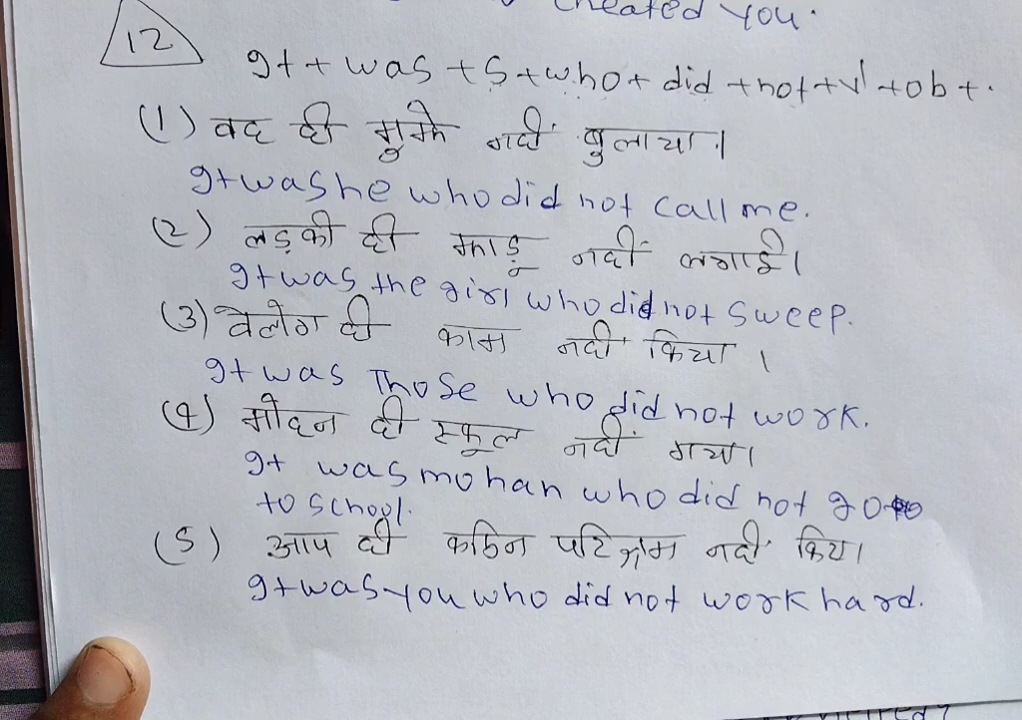 created you.
12
It + was + S + who + did + not + v1 + ob + .
(1) वह ही मुझे नहीं बुलाया।
It was he who did not call me.
(2) लड़की ही झाड़ू नहीं लगाई।
It was the girl who did not sweep.
(3) वेलोग ही काम नहीं किया।
It was Those who did not work.
(4) मोहन ही स्कूल नहीं गया।
It was mohan who did not go
to school.
(5) आप ही कठिन परिश्रम नहीं किय।
It was you who did not work hard.